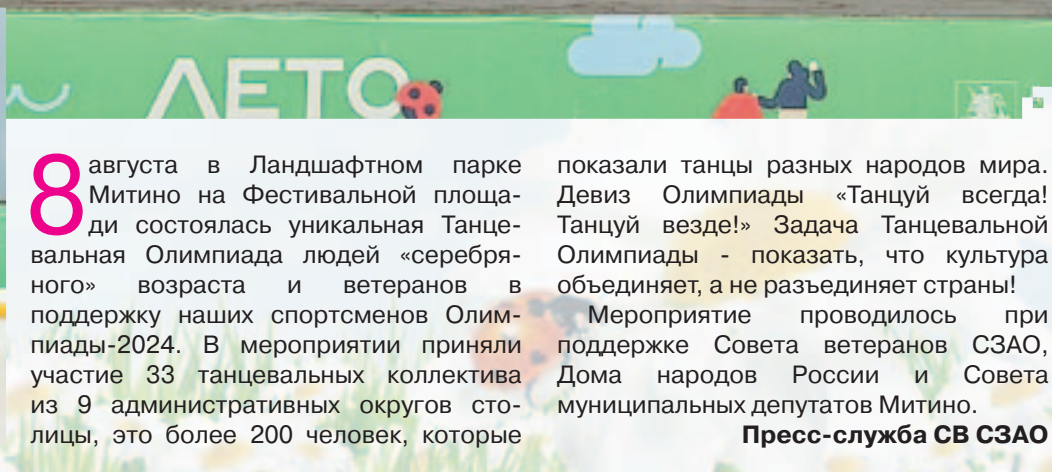 ЛЕТО
8 августа в Ландшафтном парке
Митино на Фестивальной площа-
ди состоялась уникальная Танце-
вальная Олимпиада людей «серебря-
ного» возраста и ветеранов в
поддержку наших спортсменов Олим-
пиады-2024. В мероприятии приняли
участие 33 танцевальных коллектива
из 9 административных округов сто-
лицы, это более 200 человек, которые
показали танцы разных народов мира.
Девиз Олимпиады «Танцуй всегда!
Танцуй везде!» Задача Танцевальной
Олимпиады - показать, что культура
объединяет, а не разъединяет страны!
Мероприятие проводилось при
поддержке Совета ветеранов СЗАО,
Дома народов России и Совета
муниципальных депутатов Митино.
Пресс-служба СВ СЗАО